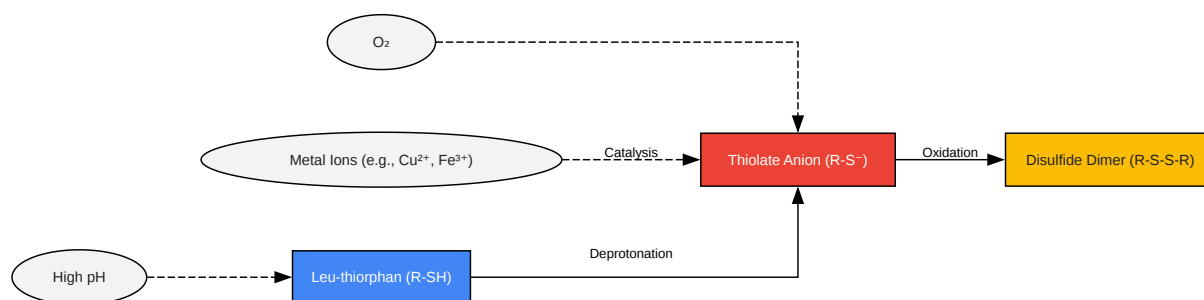 O₂
Metal Ions (e.g., Cu²⁺, Fe³⁺)
Catalysis
Thiolate Anion (R-S⁻)
Oxidation
Disulfide Dimer (R-S-S-R)
Deprotonation
High pH
Leu-thiorphan (R-SH)